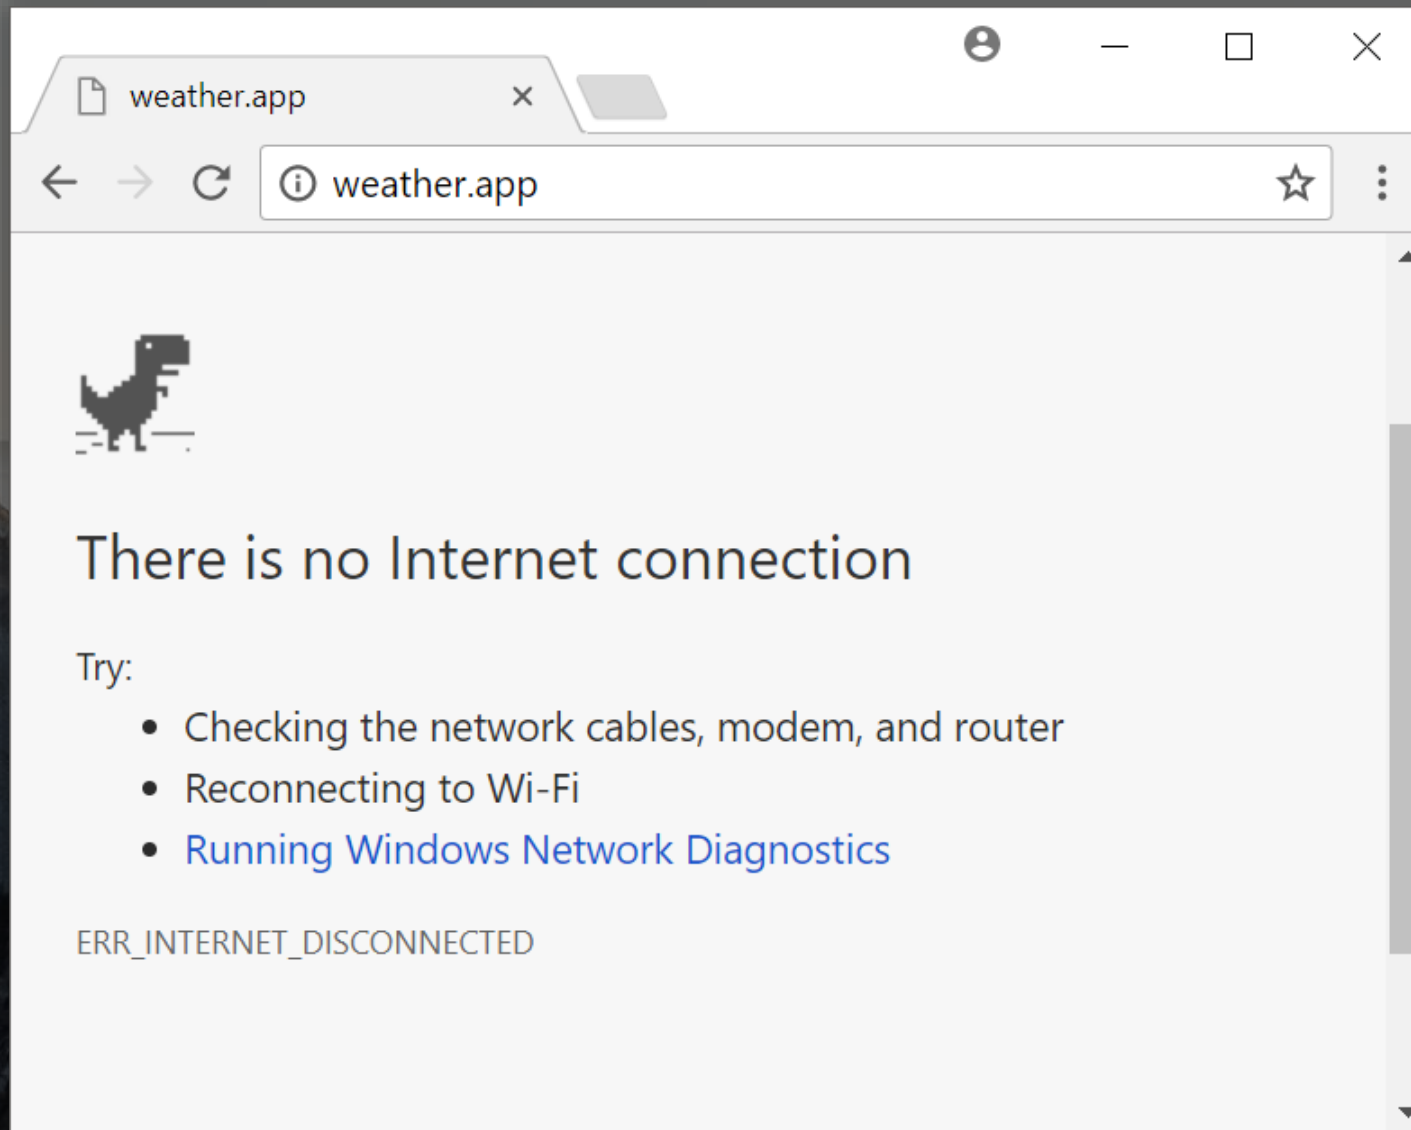 weather.app
weather.app
There is no Internet connection
Try:
Checking the network cables, modem, and router
Reconnecting to Wi-Fi
Running Windows Network Diagnostics
ERR_INTERNET_DISCONNECTED